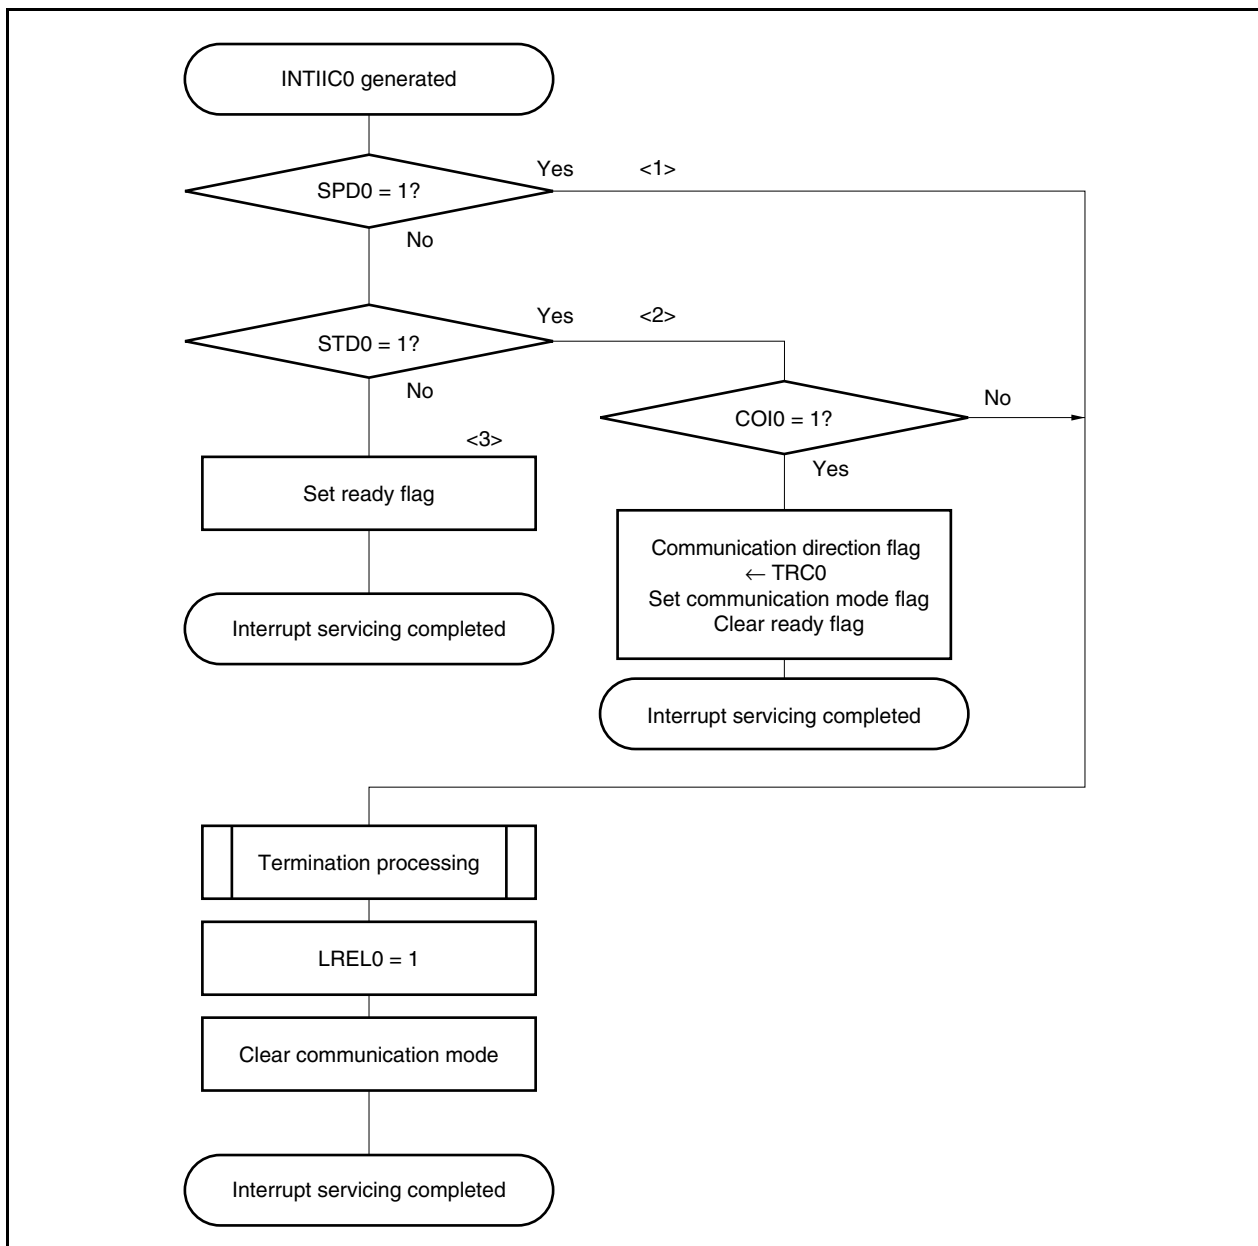 INTIIC0 generated
Yes
<1>
SPD0 = 1?
No
Yes
<2>
STD0 = 1?
No
No
COI0 = 1?
Yes
<3>
Set ready flag
Communication direction flag
← TRC0
Set communication mode flag
Clear ready flag
Interrupt servicing completed
Interrupt servicing completed
Termination processing
LREL0 = 1
Clear communication mode
Interrupt servicing completed